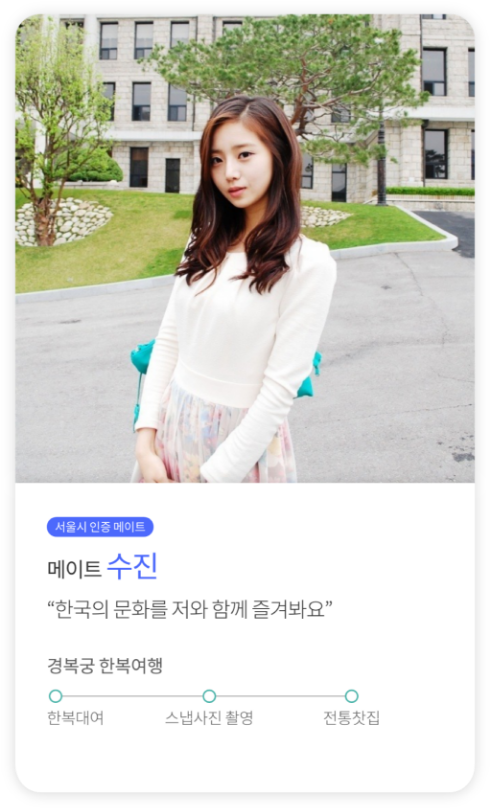 서울시 인증 메이트
메이트 수진
“한국의 문화를 저와 함께 즐겨봐요”
경복궁 한복여행
한복대여 스냅사진 촬영 전통찻집